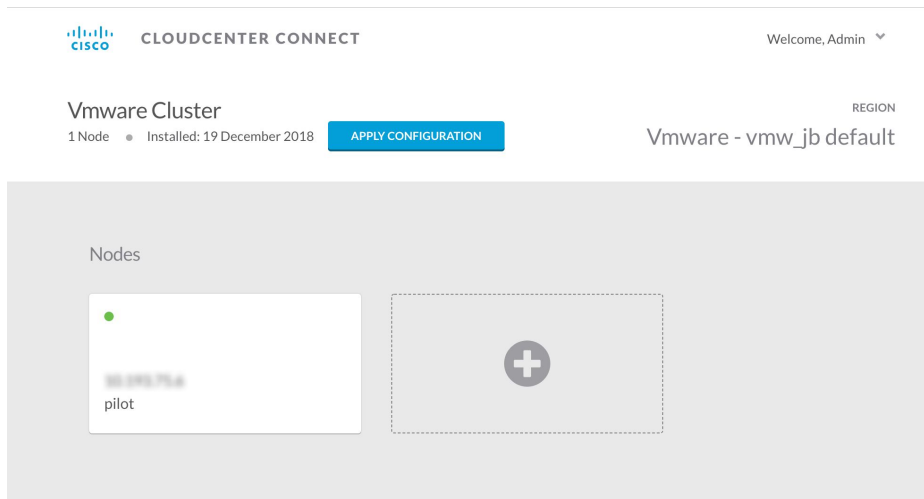 CISCO CLOUDCENTER CONNECT
Welcome, Admin
Vmware Cluster
1 Node Installed: 19 December 2018 APPLY CONFIGURATION
REGION
Vmware - vmw_jb default
Nodes
pilot